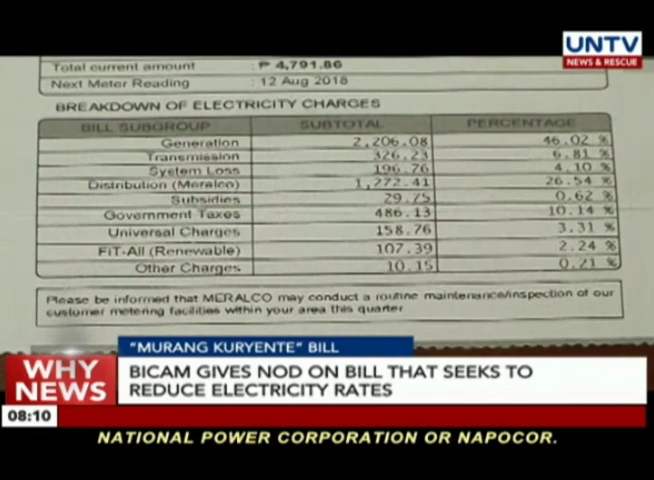 UNTV
NEWS & RESCUE
Total current amount : ₱ 4,791.86
Next Meter Reading : 12 Aug 2018
BREAKDOWN OF ELECTRICITY CHARGES
BILL SUBGROUP SUBTOTAL PERCENTAGE
Generation 2,206.08 46.02 %
Transmission 326.23 6.81 %
System Loss 196.76 4.10 %
Distribution (Meralco) 1,272.41 26.54 %
Subsidies 29.75 0.62 %
Government Taxes 486.13 10.14 %
Universal Charges 158.76 3.31 %
FiT-All (Renewable) 107.39 2.24 %
Other Charges 10.15 0.21 %
Please be informed that MERALCO may conduct a routine maintenance/inspection of our
customer metering facilities within your area this quarter
"MURANG KURYENTE" BILL
WHY
NEWS
BICAM GIVES NOD ON BILL THAT SEEKS TO
REDUCE ELECTRICITY RATES
08:10
NATIONAL POWER CORPORATION OR NAPOCOR.